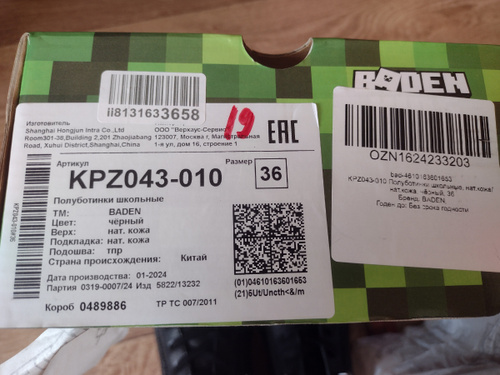 BADEN
li8131633658
19
EAC
Изготовитель
Shanghai Hongjun Intra Co.,Ltd
Room301-38,Building 2,201 Zhaojiabang
Road, Xuhui District,Shanghai,China
ООО "Верхаус-Сервис"
123007, Москва г, Магистральная
1-я ул, дом 16, строение 1
Артикул
KPZ043-010
Размер
36
Полуботинки школьные
ТМ: BADEN
Цвет: чёрный
Верх: нат. кожа
Подкладка: нат. кожа
Подошва: тпр
Страна происхождения: Китай
Дата производства: 01-2024
Партия 0319-0007/24 Изд 5822/13232
Короб 0489886
ТР ТС 007/2011
(01)04610163601663
(21)6Ut/Uncth<&/m
OZN1624233203
KPZ043-010 Полуботинки школьные, нат.кожа/
нат.кожа, чёрный, 36
Бренд: BADEN,
Годен до: Без срока годности